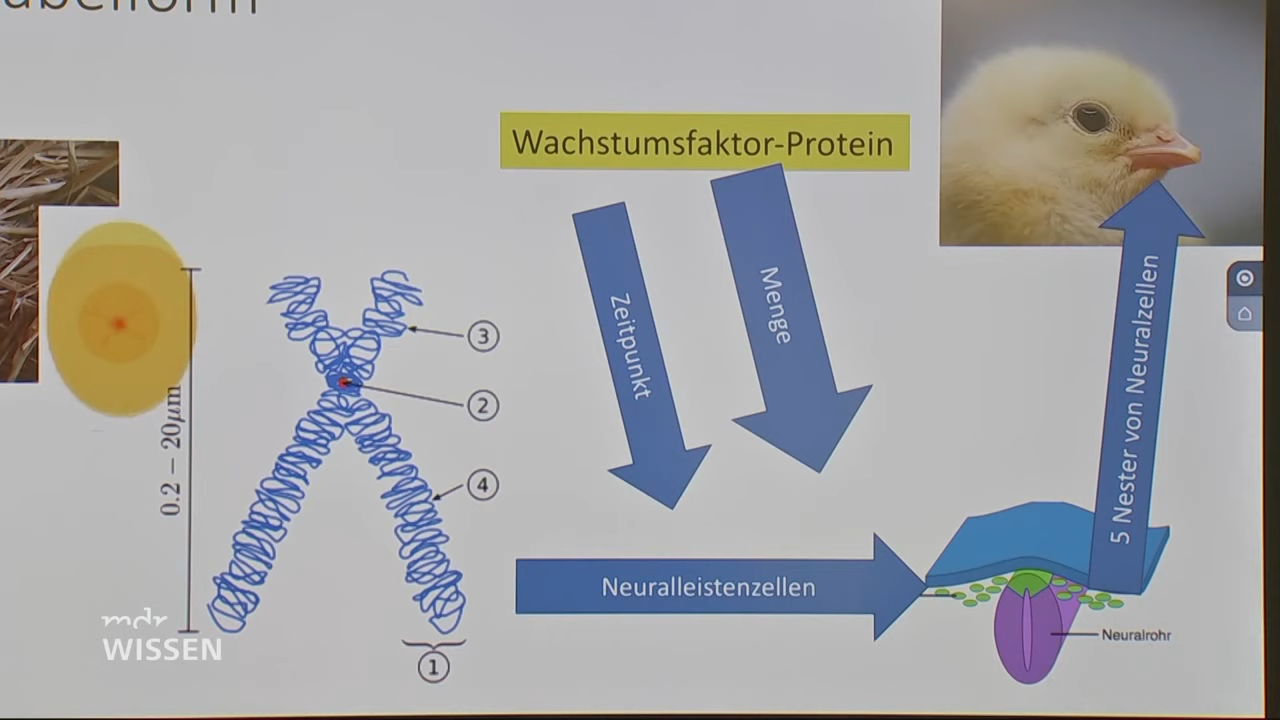 Wachstumsfaktor-Protein
Zeitpunkt
Menge
5 Nester von Neuralzellen
0.2 – 20µm
3
2
4
1
Neuralleistenzellen
Neuralrohr
mdr
WISSEN